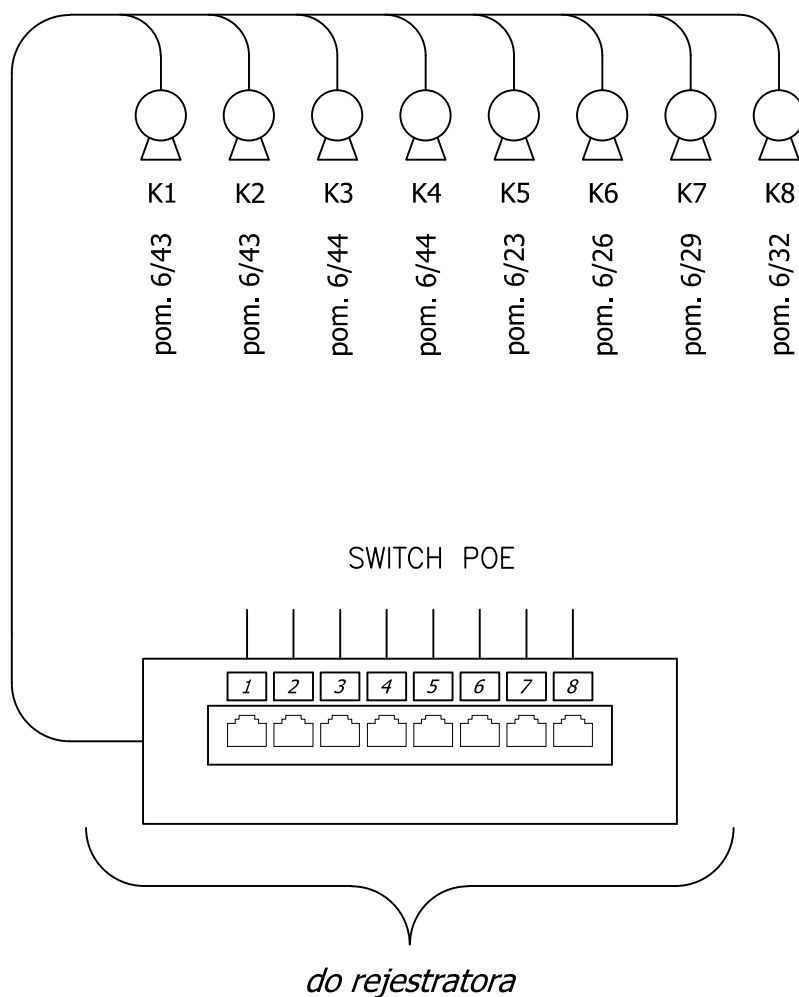 K1 K2 K3 K4 K5 K6 K7 K8
pom. 6/43 pom. 6/43 pom. 6/44 pom. 6/44 pom. 6/23 pom. 6/26 pom. 6/29 pom. 6/32
SWITCH POE
1 2 3 4 5 6 7 8
do rejestratora